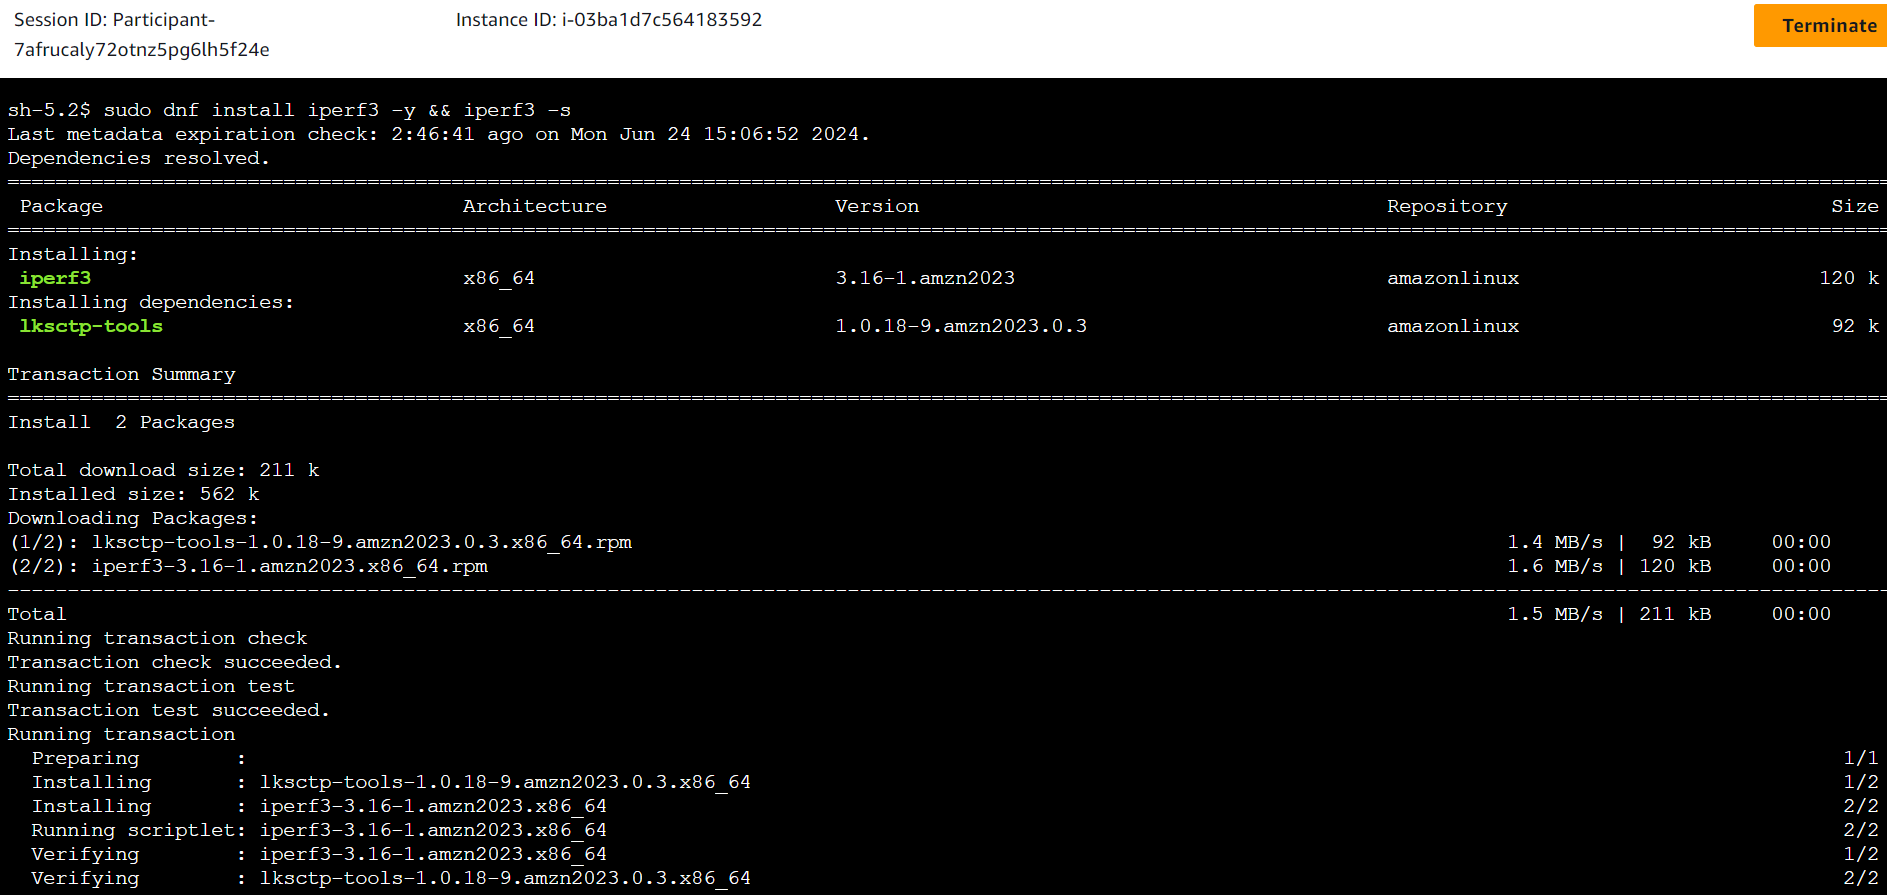 Session ID: Participant-
7afrucaly72otnz5pg6lh5f24e
Instance ID: i-03ba1d7c564183592
Terminate
sh-5.2$ sudo dnf install iperf3 -y && iperf3 -s
Last metadata expiration check: 2:46:41 ago on Mon Jun 24 15:06:52 2024.
Dependencies resolved.
Package Architecture Version Repository Size
Installing:
iperf3 x86_64 3.16-1.amzn2023 amazonlinux 120 k
Installing dependencies:
lksctp-tools x86_64 1.0.18-9.amzn2023.0.3 amazonlinux 92 k
Transaction Summary
Install 2 Packages
Total download size: 211 k
Installed size: 562 k
Downloading Packages:
(1/2): lksctp-tools-1.0.18-9.amzn2023.0.3.x86_64.rpm 1.4 MB/s | 92 kB 00:00
(2/2): iperf3-3.16-1.amzn2023.x86_64.rpm 1.6 MB/s | 120 kB 00:00
Total 1.5 MB/s | 211 kB 00:00
Running transaction check
Transaction check succeeded.
Running transaction test
Transaction test succeeded.
Running transaction
Preparing : 1/1
Installing : lksctp-tools-1.0.18-9.amzn2023.0.3.x86_64 1/2
Installing : iperf3-3.16-1.amzn2023.x86_64 2/2
Running scriptlet: iperf3-3.16-1.amzn2023.x86_64 2/2
Verifying : iperf3-3.16-1.amzn2023.x86_64 1/2
Verifying : lksctp-tools-1.0.18-9.amzn2023.0.3.x86_64 2/2